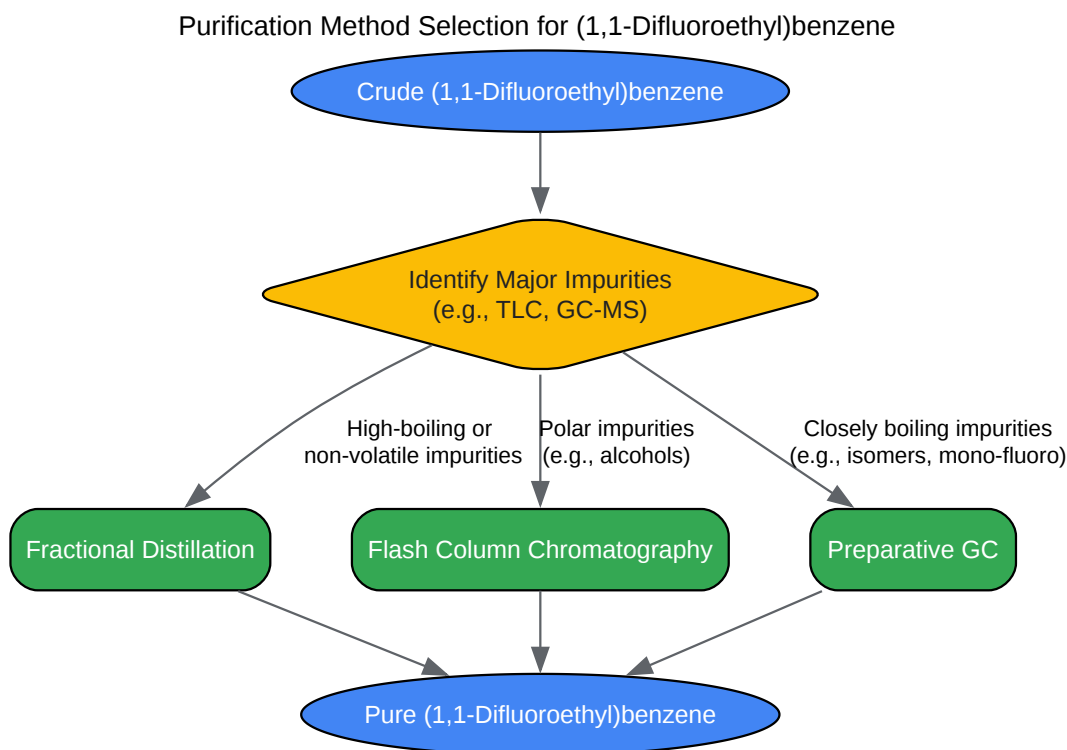 Purification Method Selection for (1,1-Difluoroethyl)benzene
Crude (1,1-Difluoroethyl)benzene
Identify Major Impurities
(e.g., TLC, GC-MS)
High-boiling or
non-volatile impurities
Polar impurities
(e.g., alcohols)
Closely boiling impurities
(e.g., isomers, mono-fluoro)
Fractional Distillation
Flash Column Chromatography
Preparative GC
Pure (1,1-Difluoroethyl)benzene